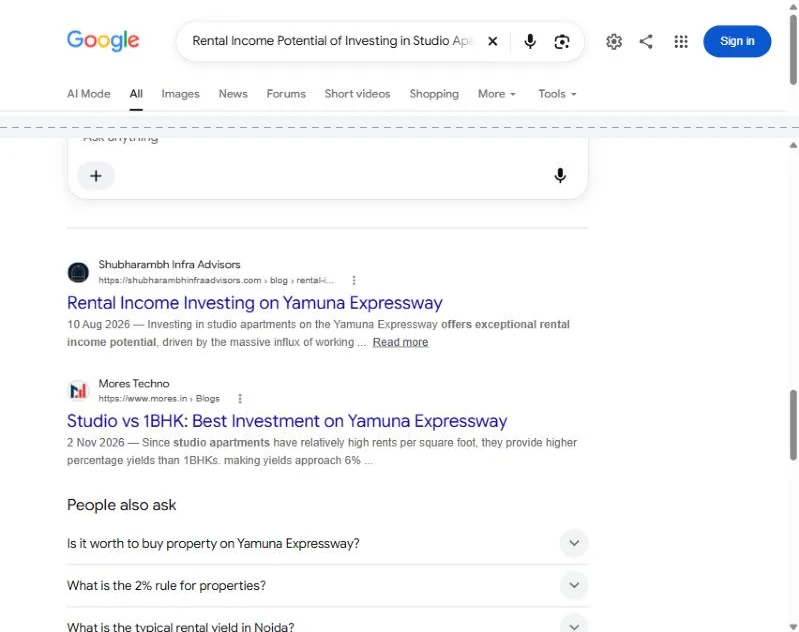 Google
Rental Income Potential of Investing in Studio Apa
Sign in
AI Mode All Images News Forums Short videos Shopping More Tools
Ask anything
Shubharambh Infra Advisors
https://shubharambhinfraadvisors.com › blog › rental-i...
Rental Income Investing on Yamuna Expressway
10 Aug 2026 — Investing in studio apartments on the Yamuna Expressway offers exceptional rental
income potential, driven by the massive influx of working ... Read more
Mores Techno
https://www.mores.in › Blogs
Studio vs 1BHK: Best Investment on Yamuna Expressway
2 Nov 2026 — Since studio apartments have relatively high rents per square foot, they provide higher
percentage yields than 1BHKs. making yields approach 6% ...
People also ask
Is it worth to buy property on Yamuna Expressway?
What is the 2% rule for properties?
What is the typical rental yield in Noida?